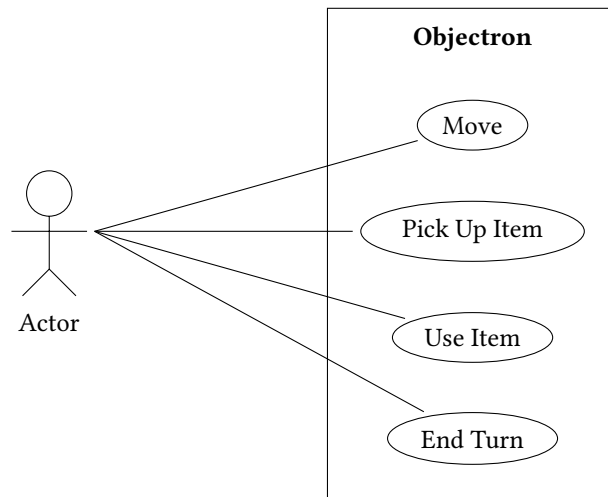 Objectron
Move
Pick Up Item
Use Item
End Turn
Actor